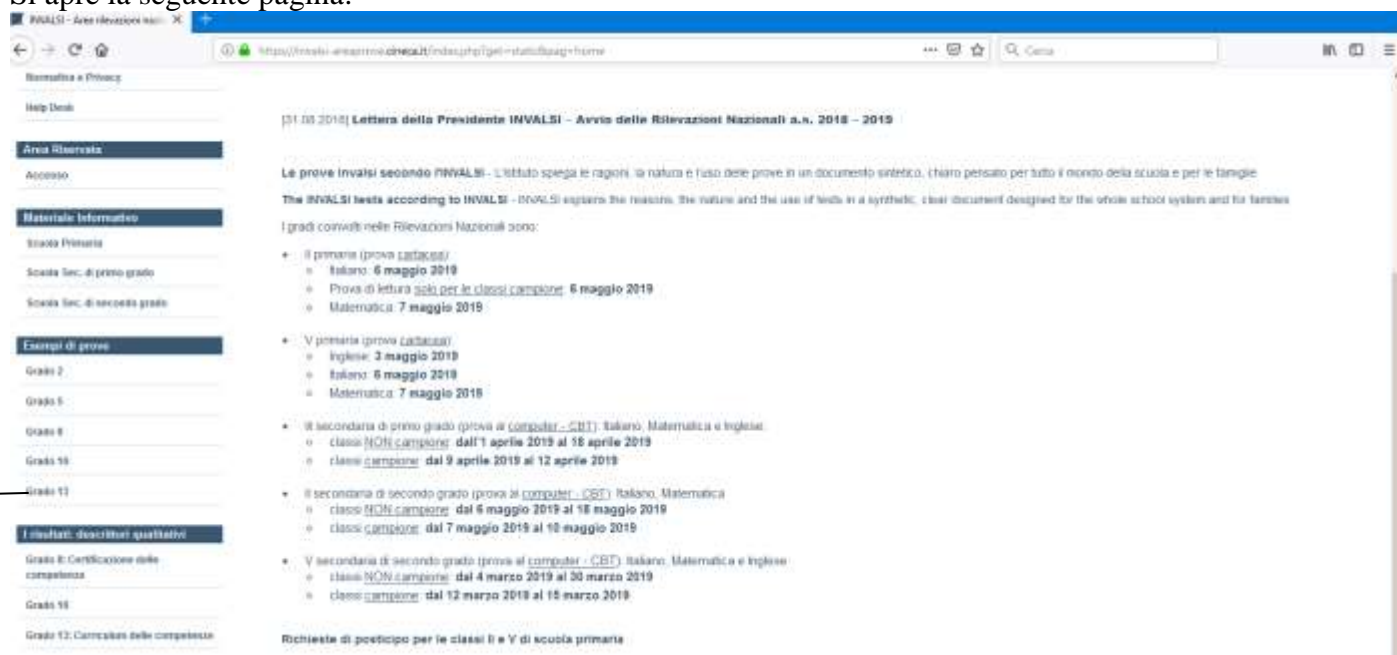 Si apre la seguente pagina:
INVALSI - Area rilevazioni naz
https://invalsi-areaprove.cineca.it/index.php?get=static&pag=home
Cerca
Normativa e Privacy
Help Desk
Area Riservata
Accesso
Materiale Informativo
Scuola Primaria
Scuola Sec. di primo grado
Scuola Sec. di secondo grado
Esempi di prove
Grado 2
Grado 5
Grado 8
Grado 10
Grado 13
I risultati: descrittori qualitativi
Grado 8: Certificazione delle
competenze
Grado 10
Grado 13: Curriculum delle competenze
[31.08.2018] Lettera della Presidente INVALSI – Avvio delle Rilevazioni Nazionali a.s. 2018 – 2019
Le prove Invalsi secondo l'INVALSI - L'Istituto spiega le ragioni, la natura e l'uso delle prove in un documento sintetico, chiaro pensato per tutto il mondo della scuola e per le famiglie
The INVALSI tests according to INVALSI - INVALSI explains the reasons, the nature and the use of tests in a synthetic, clear document designed for the whole school system and for families
I gradi coinvolti nelle Rilevazioni Nazionali sono:
• II primaria (prova cartacea)
o Italiano: 6 maggio 2019
o Prova di lettura solo per le classi campione: 6 maggio 2019
o Matematica: 7 maggio 2019
• V primaria (prova cartacea)
o Inglese: 3 maggio 2019
o Italiano: 6 maggio 2019
o Matematica: 7 maggio 2019
• III secondaria di primo grado (prova al computer - CBT): Italiano, Matematica e Inglese:
o classi NON campione: dall'1 aprile 2019 al 18 aprile 2019
o classi campione: dal 9 aprile 2019 al 12 aprile 2019
• II secondaria di secondo grado (prova al computer - CBT): Italiano, Matematica
o classi NON campione: dal 6 maggio 2019 al 18 maggio 2019
o classi campione: dal 7 maggio 2019 al 10 maggio 2019
• V secondaria di secondo grado (prova al computer - CBT): Italiano, Matematica e Inglese
o classi NON campione: dal 4 marzo 2019 al 30 marzo 2019
o classi campione: dal 12 marzo 2019 al 15 marzo 2019
Richieste di posticipo per le classi II e V di scuola primaria